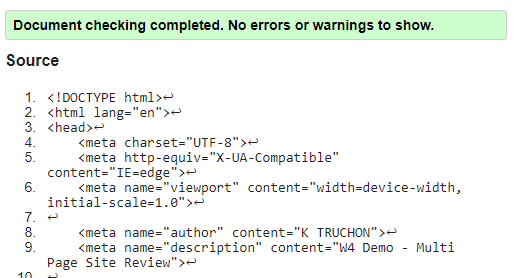 Document checking completed. No errors or warnings to show.
Source
1. <!DOCTYPE html>↩
2. <html lang="en">↩
3. <head>↩
4.     <meta charset="UTF-8">↩
5.     <meta http-equiv="X-UA-Compatible"
content="IE=edge">↩
6.     <meta name="viewport" content="width=device-width,
initial-scale=1.0">↩
7. ↩
8.     <meta name="author" content="K TRUCHON">↩
9.     <meta name="description" content="W4 Demo - Multi
Page Site Review">↩
10. ↩